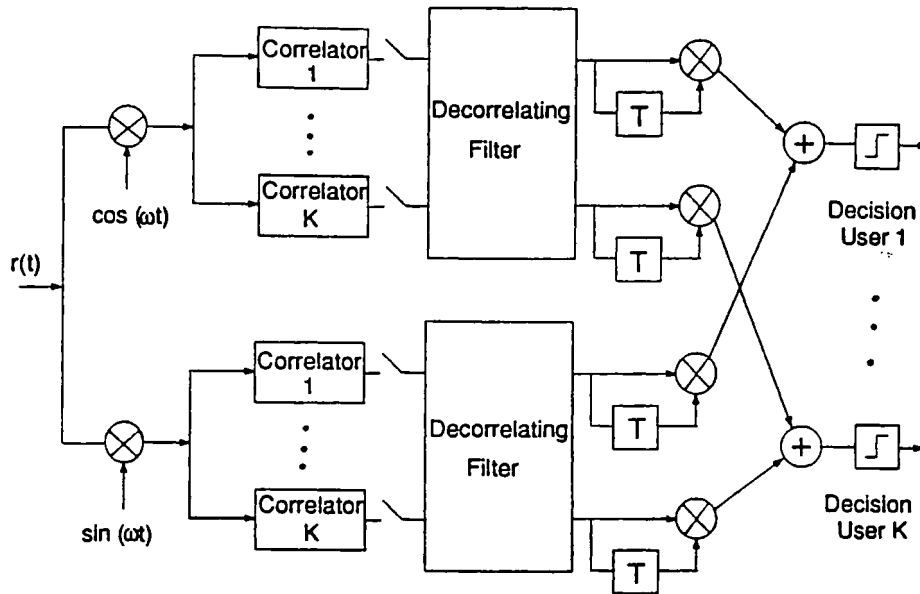 Correlator
1
Correlator
K
Decorrelating
Filter
T
T
cos (ωt)
r(t)
Decision
User 1
Correlator
1
Correlator
K
Decorrelating
Filter
T
T
sin (ωt)
Decision
User K